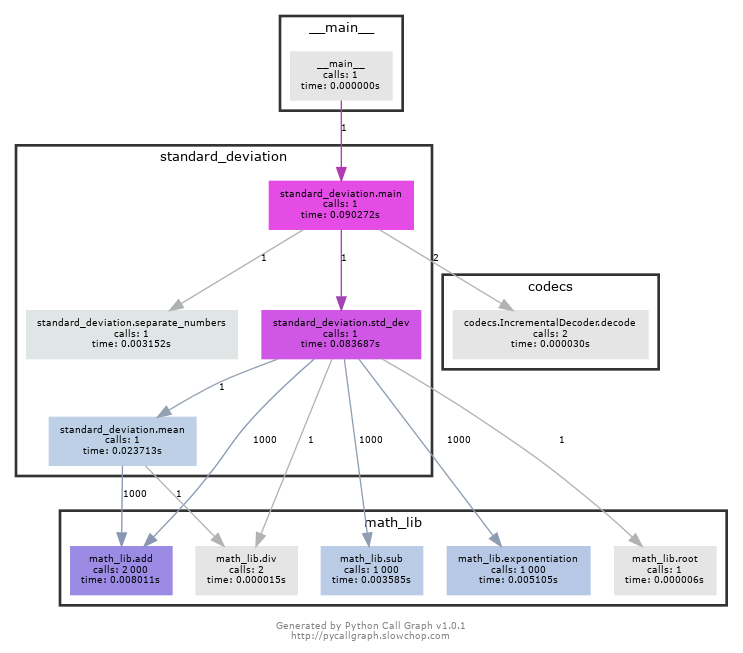 __main__
__main__
calls: 1
time: 0.000000s
1
standard_deviation
standard_deviation.main
calls: 1
time: 0.090272s
1
1
2
codecs
standard_deviation.separate_numbers
calls: 1
time: 0.003152s
standard_deviation.std_dev
calls: 1
time: 0.083687s
codecs.IncrementalDecoder.decode
calls: 2
time: 0.000030s
1
standard_deviation.mean
calls: 1
time: 0.023713s
1000
1
1000
1000
1
1000
1
math_lib
math_lib.add
calls: 2 000
time: 0.008011s
math_lib.div
calls: 2
time: 0.000015s
math_lib.sub
calls: 1 000
time: 0.003585s
math_lib.exponentiation
calls: 1 000
time: 0.005105s
math_lib.root
calls: 1
time: 0.000006s
Generated by Python Call Graph v1.0.1
http://pycallgraph.slowchop.com